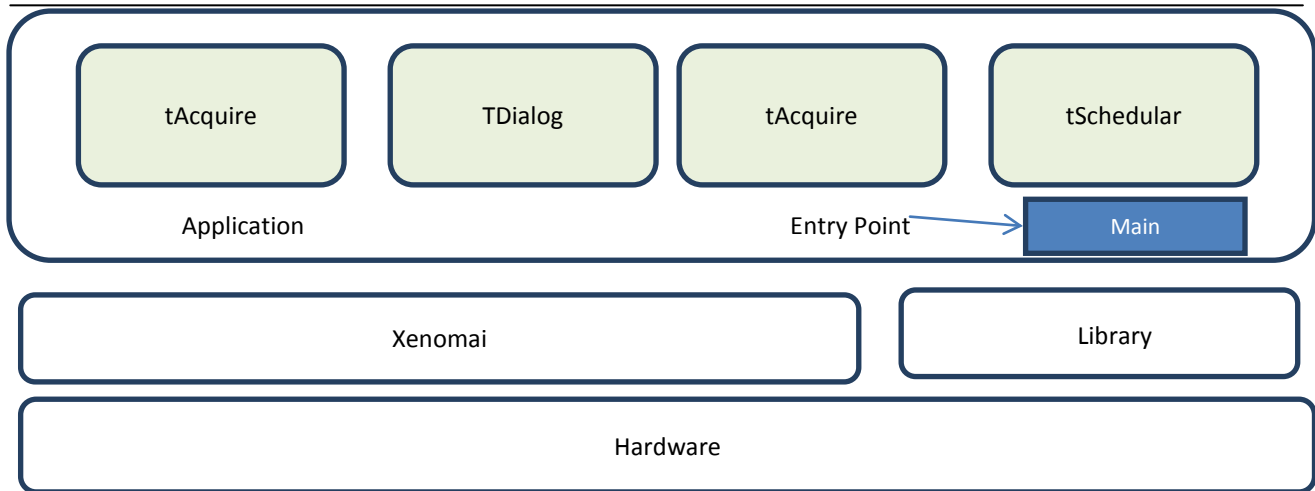 tAcquire
TDialog
tAcquire
tSchedular
Application
Entry Point
Main
Xenomai
Library
Hardware